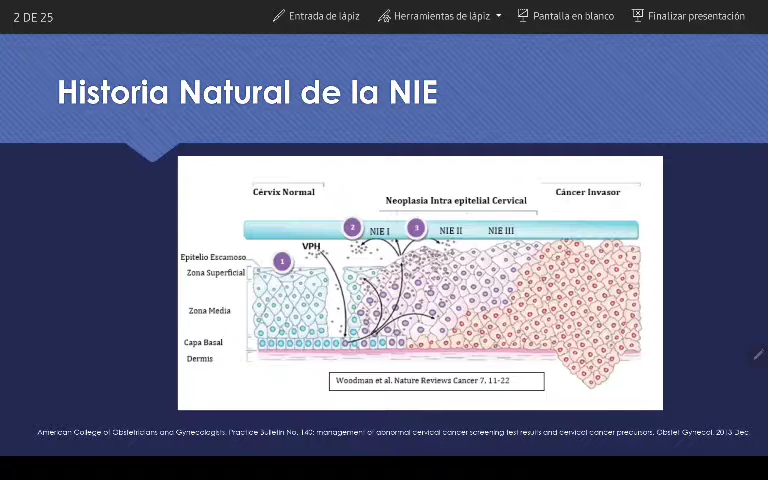 2 DE 25
Entrada de lápiz
Herramientas de lápiz
Pantalla en blanco
Finalizar presentación
Historia Natural de la NIE
Cérvix Normal
Neoplasia Intra epitelial Cervical
Cáncer Invasor
2
NIE I
3
NIE II
NIE III
VPH
1
Epitelio Escamoso
Zona Superficial
Zona Media
Capa Basal
Dermis
Woodman et al. Nature Reviews Cancer 7, 11-22
American College of Obstetricians and Gynecologists. Practice Bulletin No. 140: management of abnormal cervical cancer screening test results and cervical cancer precursors. Obstet Gynecol. 2013 Dec.